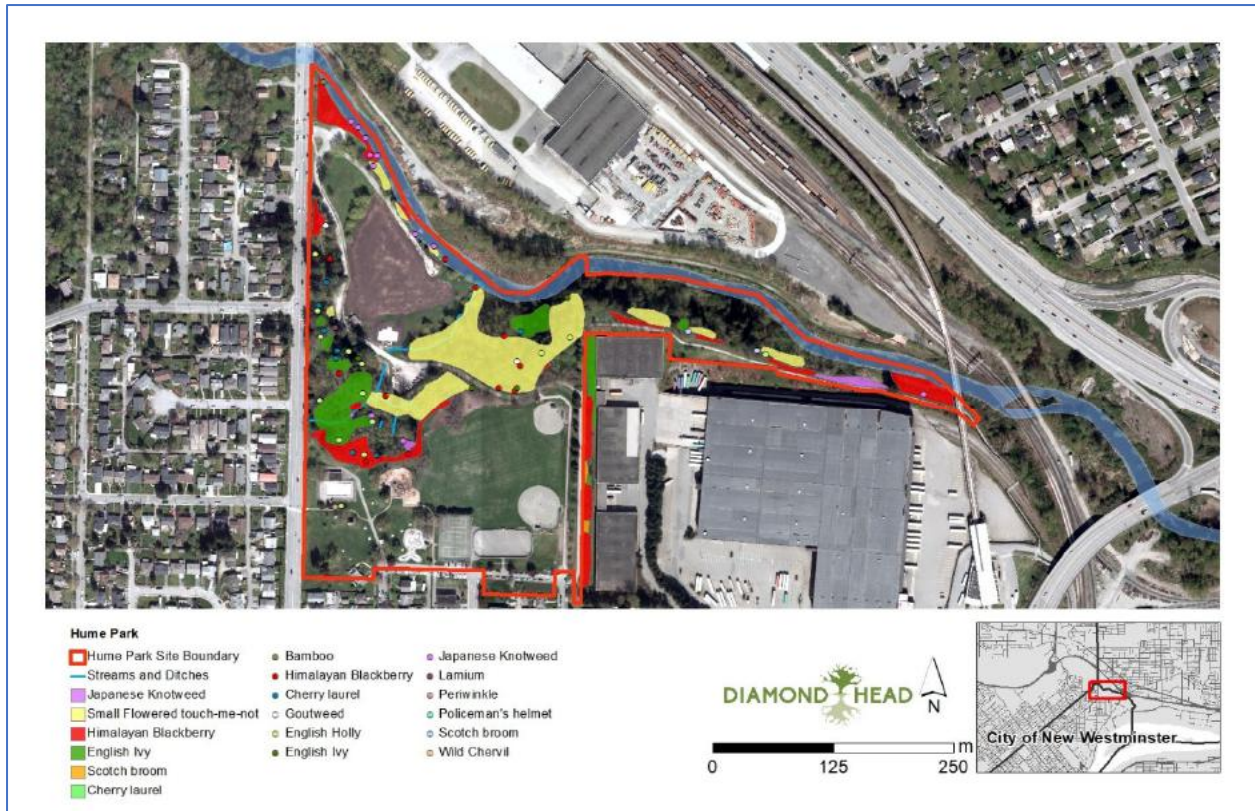 Hume Park
Hume Park Site Boundary
Streams and Ditches
Japanese Knotweed
Small Flowered touch-me-not
Himalayan Blackberry
English Ivy
Scotch broom
Cherry laurel
Bamboo
Himalayan Blackberry
Cherry laurel
Goutweed
English Holly
English Ivy
Japanese Knotweed
Lamium
Periwinkle
Policeman's helmet
Scotch broom
Wild Chervil
DIAMOND HEAD
N
m
0 125 250
City of New Westminster